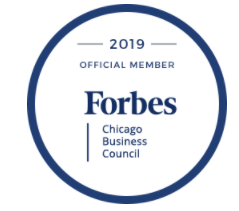 2019
OFFICIAL MEMBER
Forbes
Chicago
Business
Council